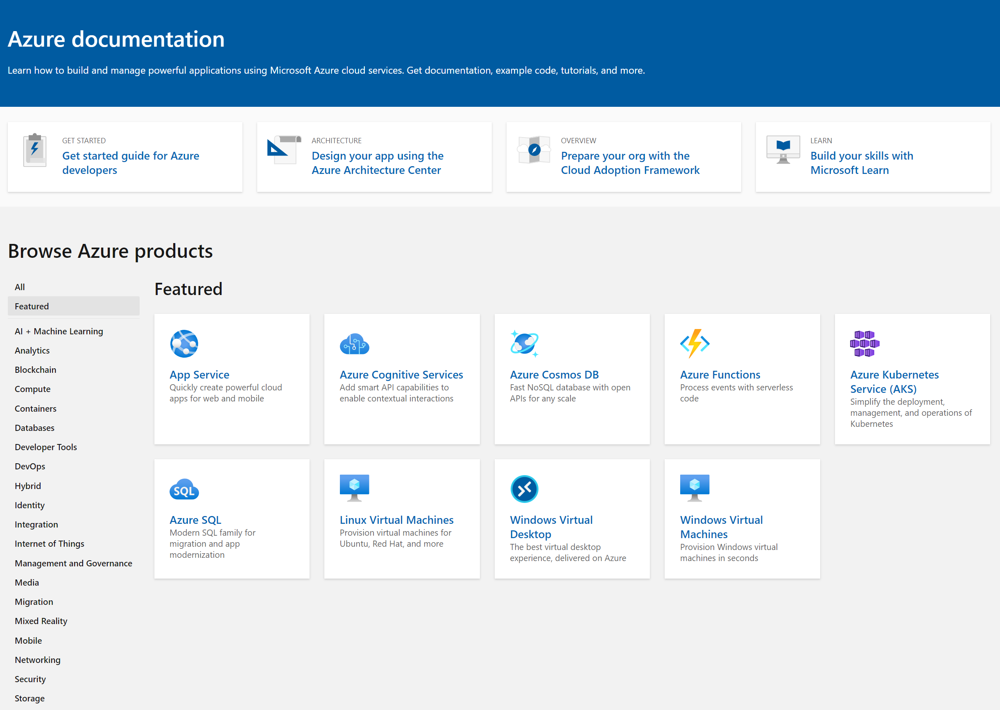 Azure documentation
Learn how to build and manage powerful applications using Microsoft Azure cloud services. Get documentation, example code, tutorials, and more.
GET STARTED
Get started guide for Azure
developers
ARCHITECTURE
Design your app using the
Azure Architecture Center
OVERVIEW
Prepare your org with the
Cloud Adoption Framework
LEARN
Build your skills with
Microsoft Learn
Browse Azure products
All
Featured
AI + Machine Learning
Analytics
Blockchain
Compute
Containers
Databases
Developer Tools
DevOps
Hybrid
Identity
Integration
Internet of Things
Management and Governance
Media
Migration
Mixed Reality
Mobile
Networking
Security
Storage
Featured
App Service
Quickly create powerful cloud
apps for web and mobile
Azure Cognitive Services
Add smart API capabilities to
enable contextual interactions
Azure Cosmos DB
Fast NoSQL database with open
APIs for any scale
Azure Functions
Process events with serverless
code
Azure Kubernetes
Service (AKS)
Simplify the deployment,
management, and operations of
Kubernetes
SQL
Azure SQL
Modern SQL family for
migration and app
modernization
Linux Virtual Machines
Provision virtual machines for
Ubuntu, Red Hat, and more
Windows Virtual
Desktop
The best virtual desktop
experience, delivered on Azure
Windows Virtual
Machines
Provision Windows virtual
machines in seconds